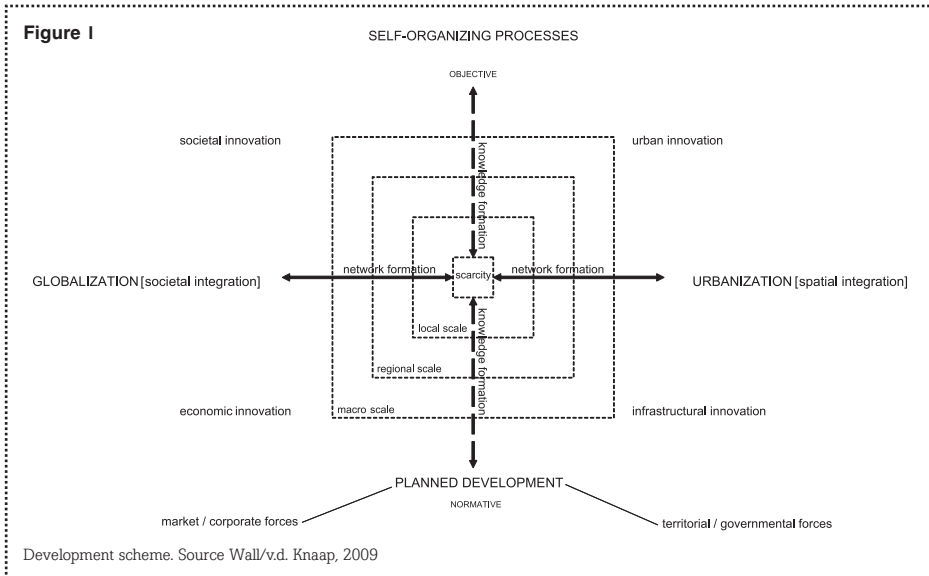 Figure 1
SELF-ORGANIZING PROCESSES
OBJECTIVE
societal innovation
urban innovation
knowledge formation
GLOBALIZATION [societal integration]
network formation
scarcity
network formation
URBANIZATION [spatial integration]
knowledge formation
local scale
regional scale
macro scale
economic innovation
infrastructural innovation
PLANNED DEVELOPMENT
NORMATIVE
market / corporate forces
territorial / governmental forces
Development scheme. Source Wall/v.d. Knaap, 2009